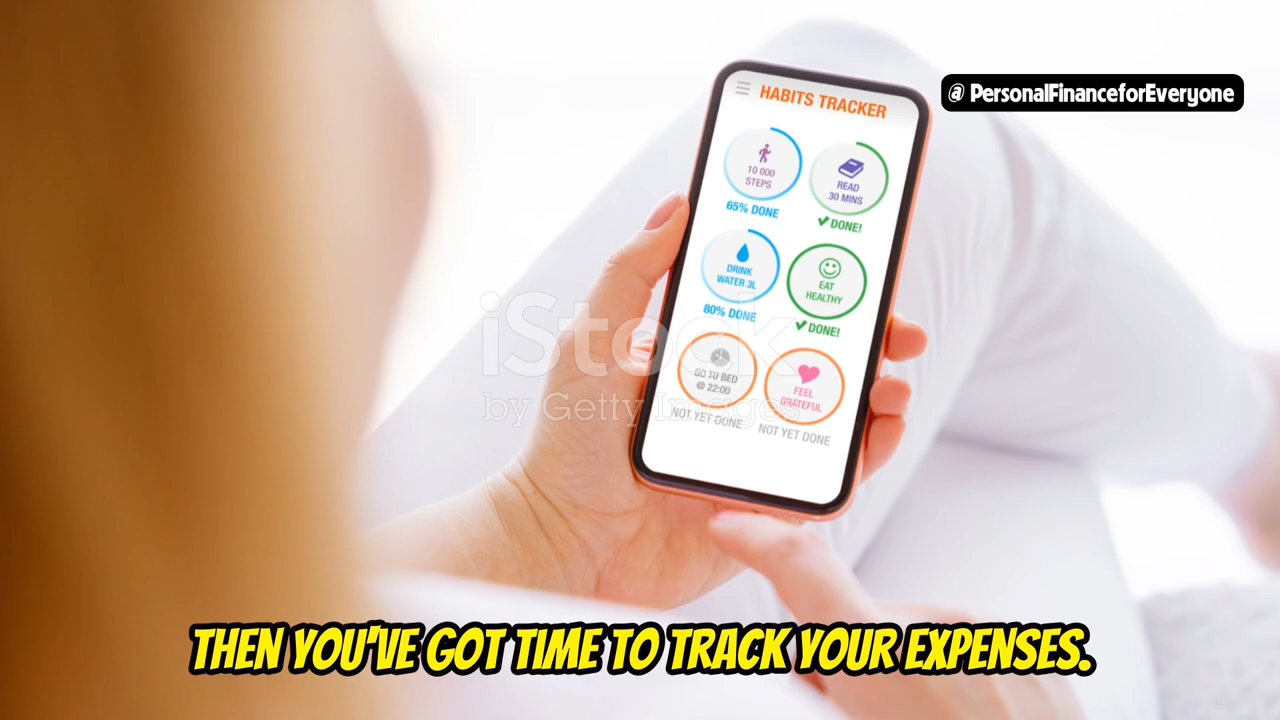 @ PersonalFinanceforEveryone
HABITS TRACKER
10 000
STEPS
65% DONE
READ
30 MINS
DONE!
DRINK
WATER 3L
80% DONE
EAT
HEALTHY
DONE!
GO TO BED
@ 22:00
NOT YET DONE
FEEL
GRATEFUL
NOT YET DONE
iStock
by Getty Images
THEN YOU'VE GOT TIME TO TRACK YOUR EXPENSES.